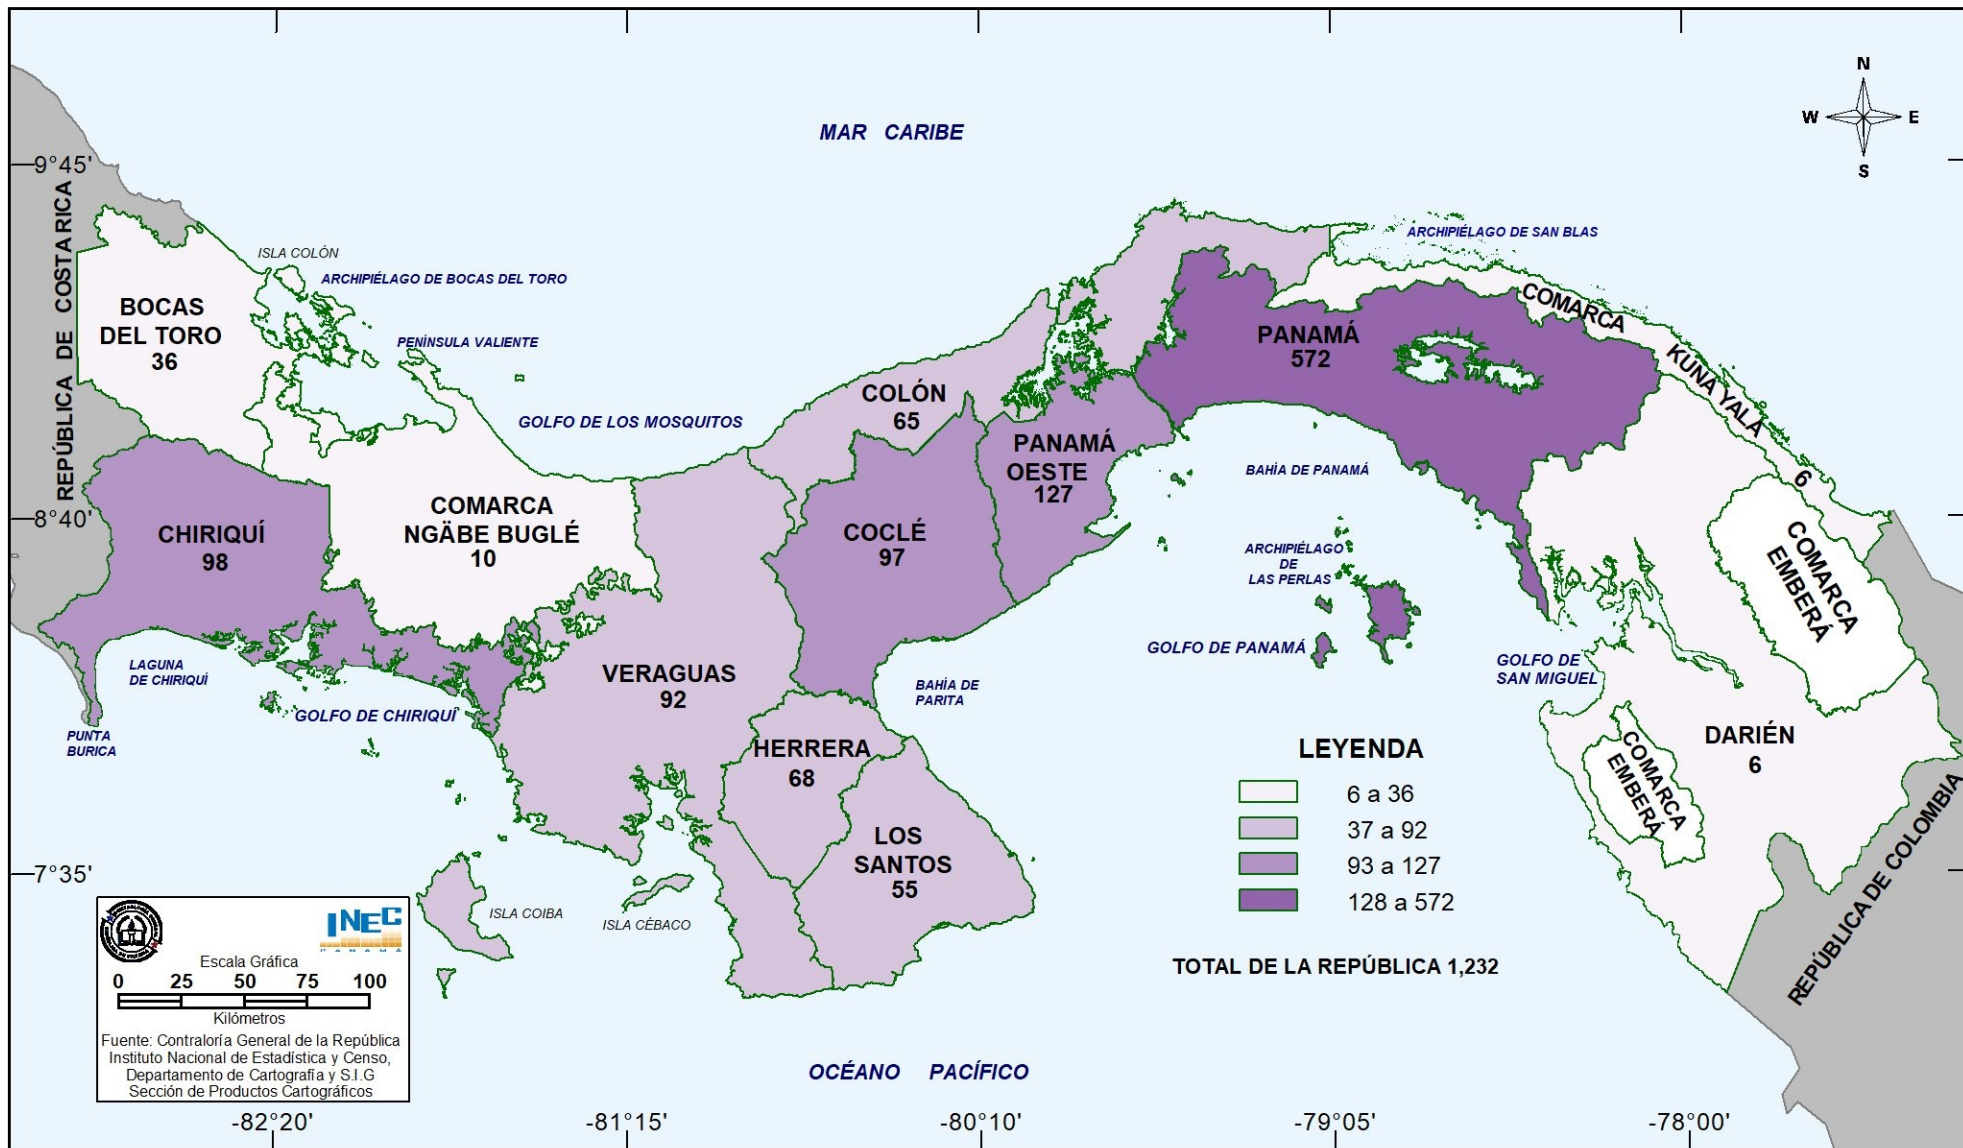 N
W E
S
MAR CARIBE
9°45'
8°40'
7°35'
REPÚBLICA DE COSTARICA
ISLA COLÓN
ARCHIPIÉLAGO DE BOCAS DEL TORO
ARCHIPIÉLAGO DE SAN BLAS
BOCAS
DEL TORO
36
PENÍNSULA VALIENTE
GOLFO DE LOS MOSQUITOS
COLÓN
65
PANAMÁ
572
COMARCA
KÚNA YALÁ
6
PANAMÁ
OESTE
127
BAHÍA DE PANAMÁ
CHIRIQUÍ
98
COMARCA
NGÄBE BUGLÉ
10
COCLÉ
97
ARCHIPIÉLAGO
DE
LAS PERLAS
COMARCA
EMBERÁ
GOLFO DE PANAMÁ
GOLFO DE
SAN MIGUEL
LAGUNA
DE CHIRIQUÍ
VERAGUAS
92
BAHÍA DE
PARITA
GOLFO DE CHIRIQUÍ
PUNTA
BURICA
HERRERA
68
DARIÉN
6
COMARCA
EMBERÁ
LOS
SANTOS
55
ISLA COIBA
ISLA CÉBACO
REPÚBLICA DE COLOMBIA
LEYENDA
6 a 36
37 a 92
93 a 127
128 a 572
TOTAL DE LA REPÚBLICA 1,232
INEC
PANAMÁ
Escala Gráfica
0 25 50 75 100
Kilómetros
Fuente: Contraloría General de la República
Instituto Nacional de Estadística y Censo,
Departamento de Cartografía y S.I.G
Sección de Productos Cartográficos
OCÉANO PACÍFICO
-82°20' -81°15' -80°10' -79°05' -78°00'